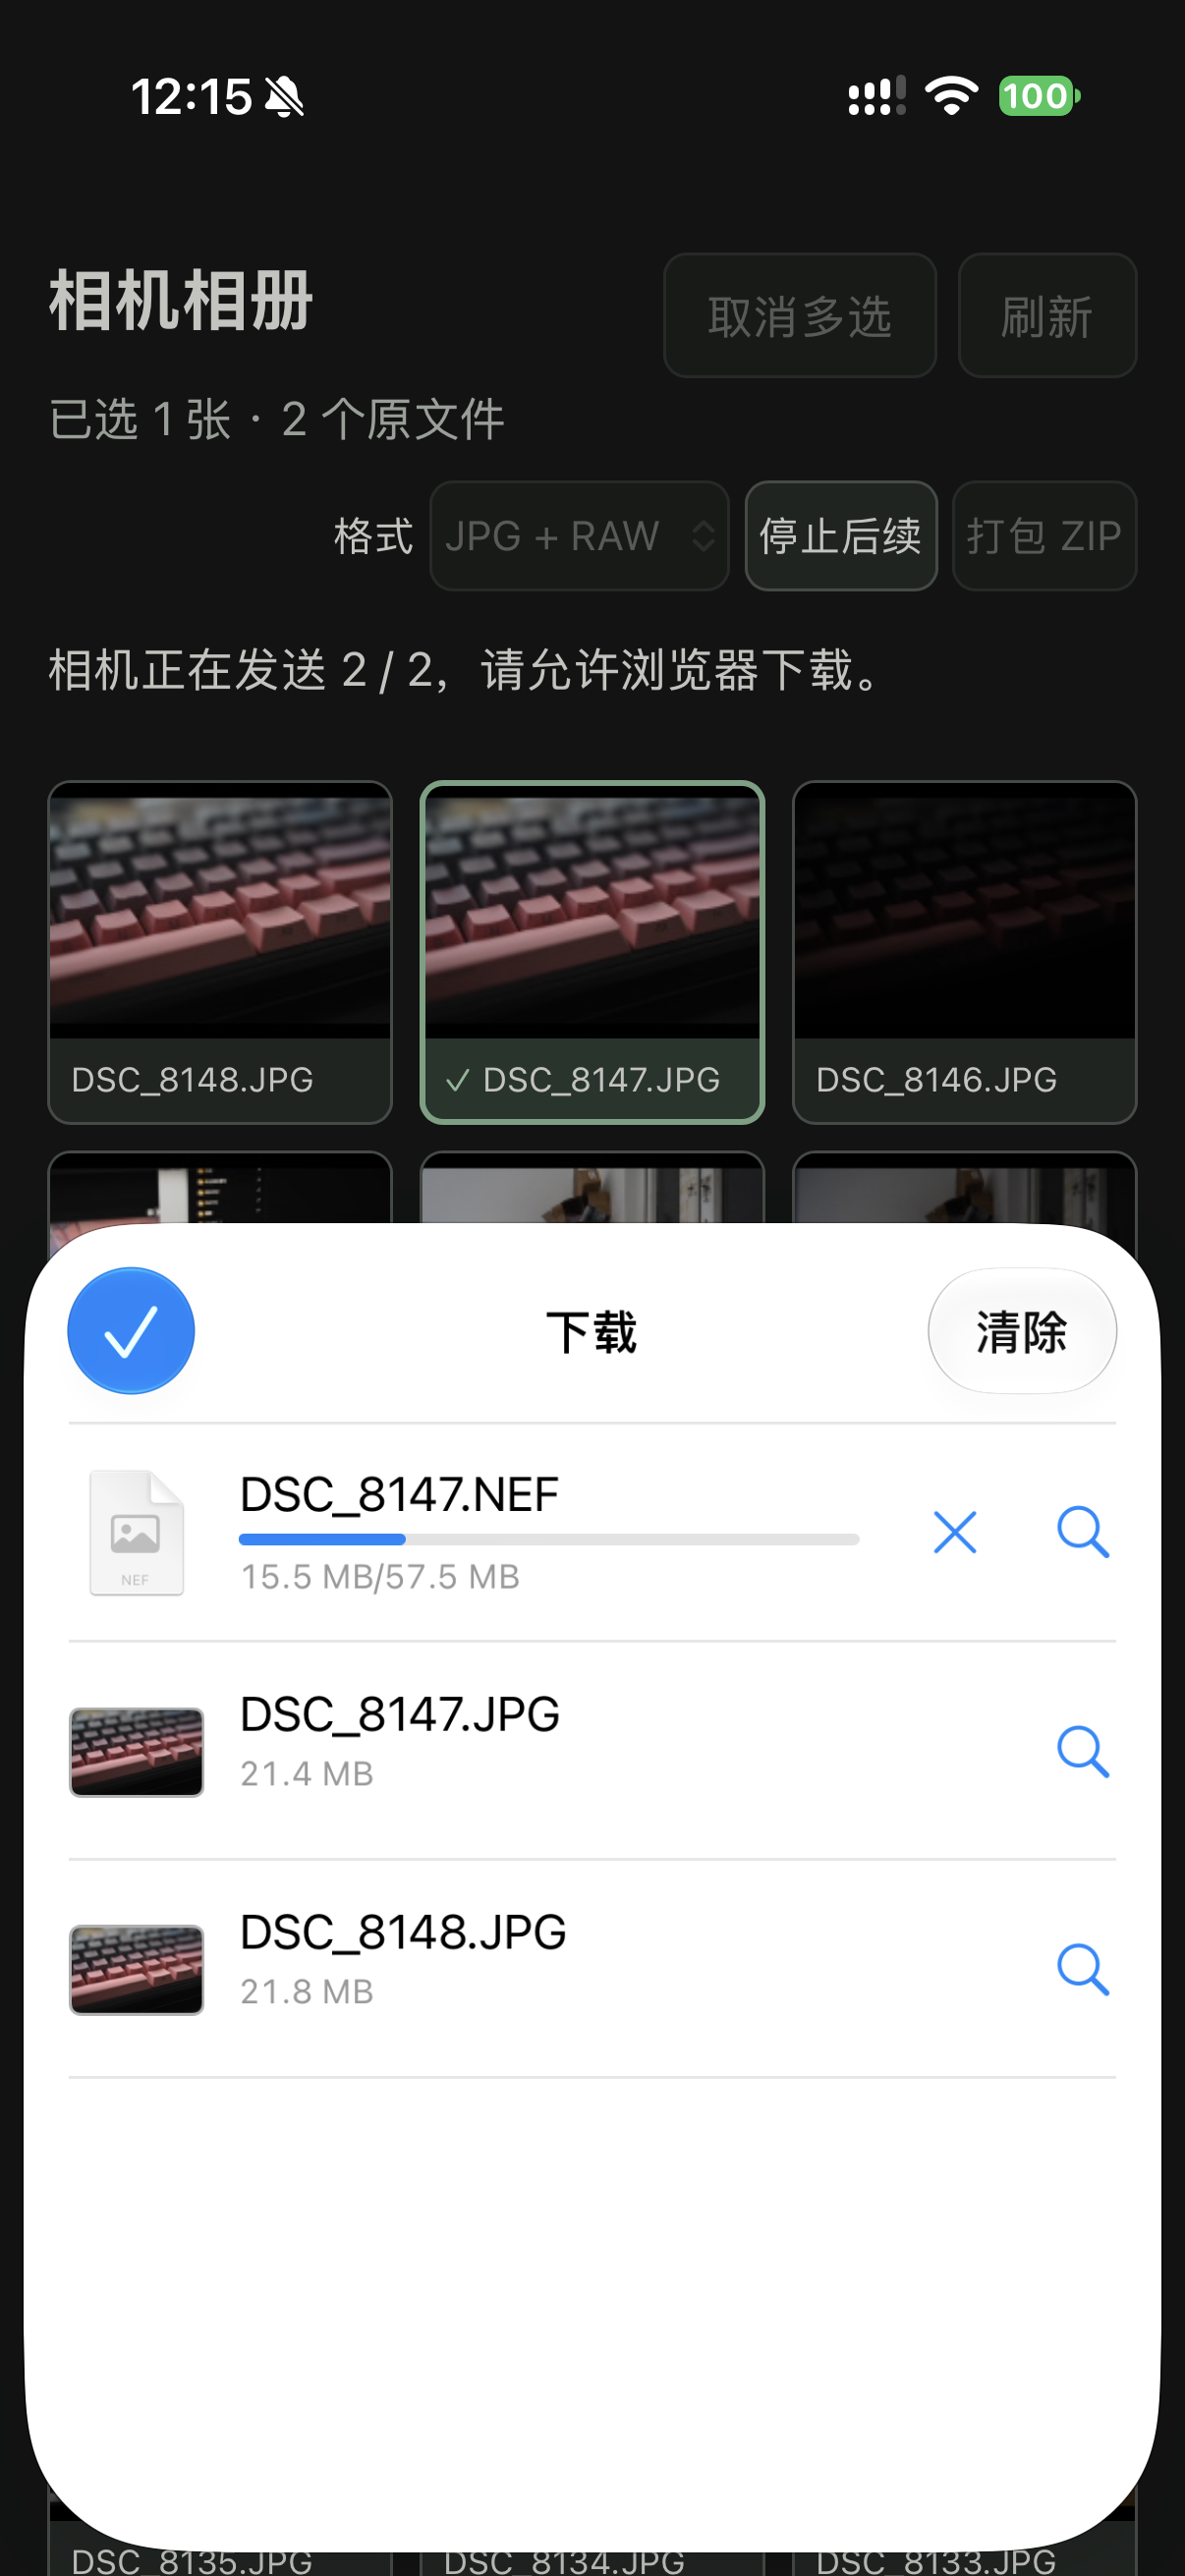 12:15
100
相机相册
取消多选
刷新
已选 1 张 · 2 个原文件
格式
JPG + RAW
停止后续
打包 ZIP
相机正在发送 2 / 2，请允许浏览器下载。
DSC_8148.JPG
✓ DSC_8147.JPG
DSC_8146.JPG
下载
清除
DSC_8147.NEF
NEF
15.5 MB/57.5 MB
DSC_8147.JPG
21.4 MB
DSC_8148.JPG
21.8 MB
DSC_8135.JPG
DSC_8134.JPG
DSC_8133.JPG